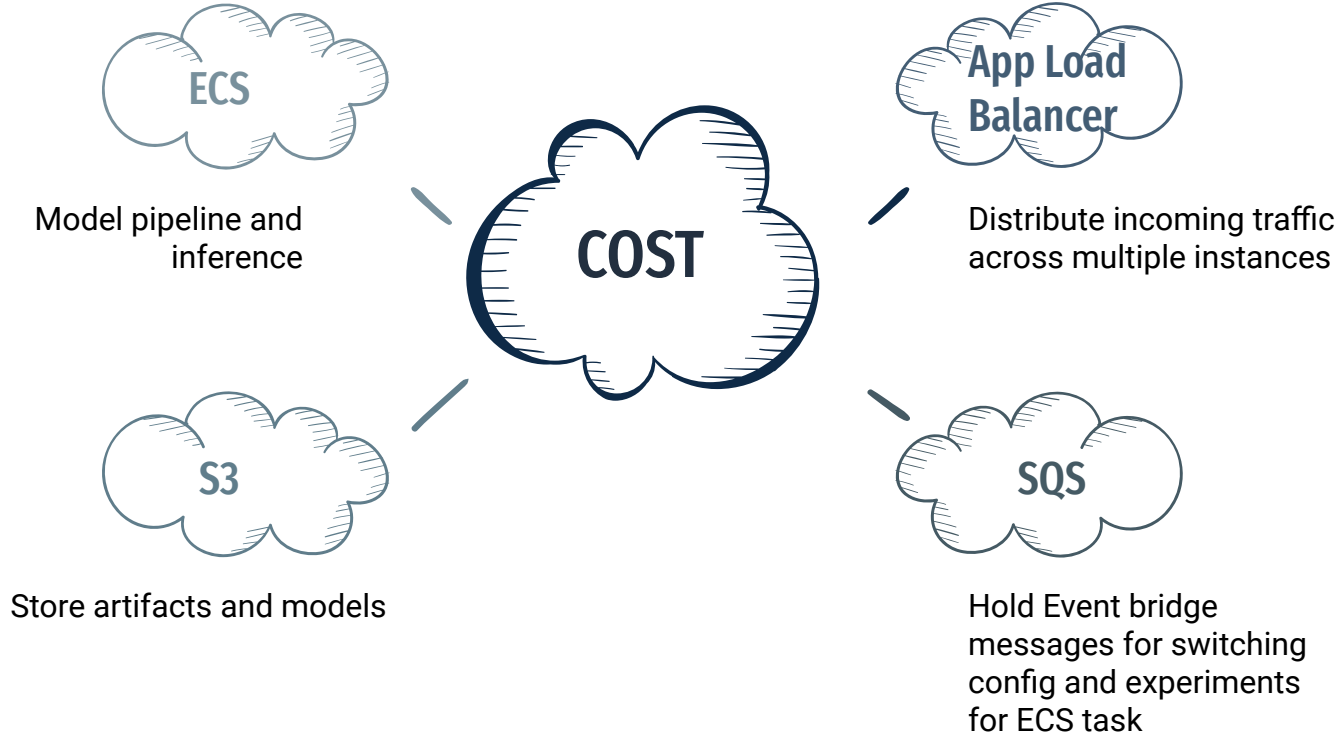 ECS
Model pipeline and
inference
App Load
Balancer
Distribute incoming traffic
across multiple instances
COST
S3
Store artifacts and models
SQS
Hold Event bridge
messages for switching
config and experiments
for ECS task